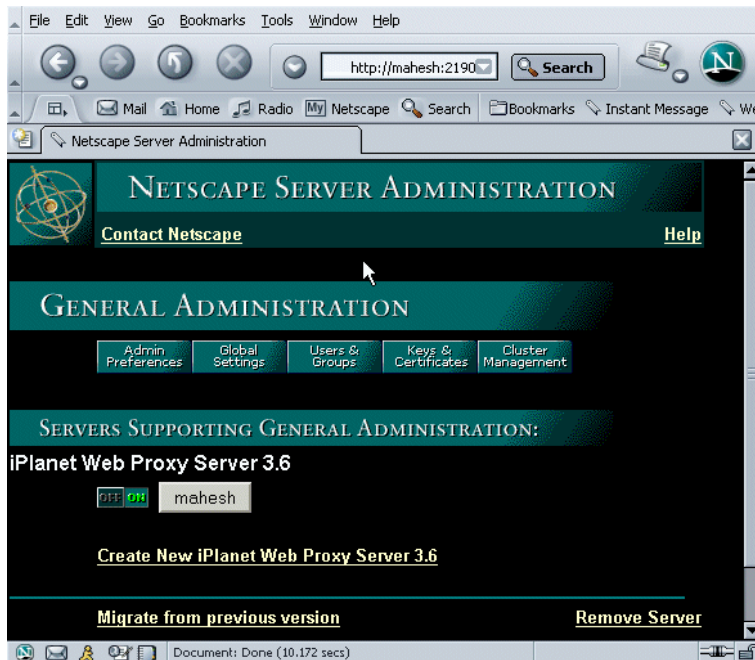 File Edit View Go Bookmarks Tools Window Help
http://mahesh:2190 Search N
Mail Home Radio My Netscape Search Bookmarks Instant Message We
Netscape Server Administration
NETSCAPE SERVER ADMINISTRATION
Contact Netscape Help
GENERAL ADMINISTRATION
Admin Preferences Global Settings Users & Groups Keys & Certificates Cluster Management
SERVERS SUPPORTING GENERAL ADMINISTRATION:
iPlanet Web Proxy Server 3.6
OFF ON mahesh
Create New iPlanet Web Proxy Server 3.6
Migrate from previous version Remove Server
Document: Done (10.172 secs)